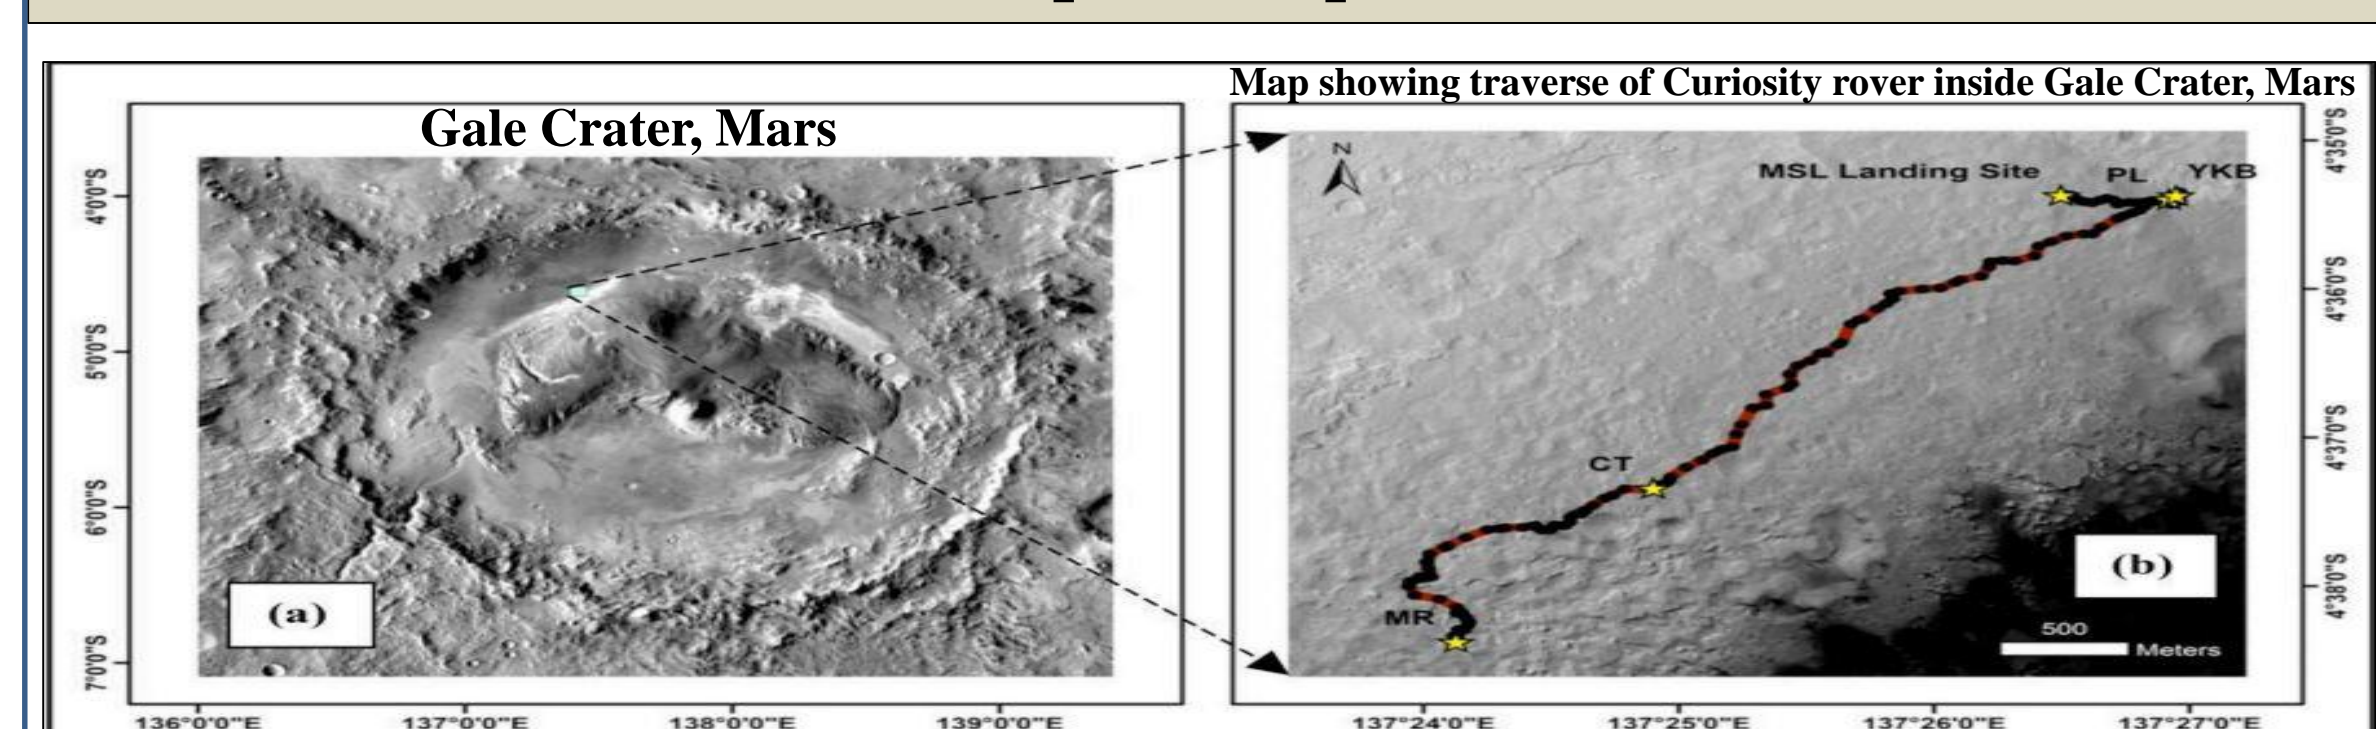 Map showing traverse of Curiosity rover inside Gale Crater, Mars
Gale Crater, Mars
4°0'0"S
5°0'0"S
6°0'0"S
7°0'0"S
(a)
136°0'0"E
137°0'0"E
138°0'0"E
139°0'0"E
N
MSL Landing Site
PL
YKB
CT
MR
(b)
500
Meters
4°35'0"S
4°36'0"S
4°37'0"S
4°38'0"S
137°24'0"E
137°25'0"E
137°26'0"E
137°27'0"E